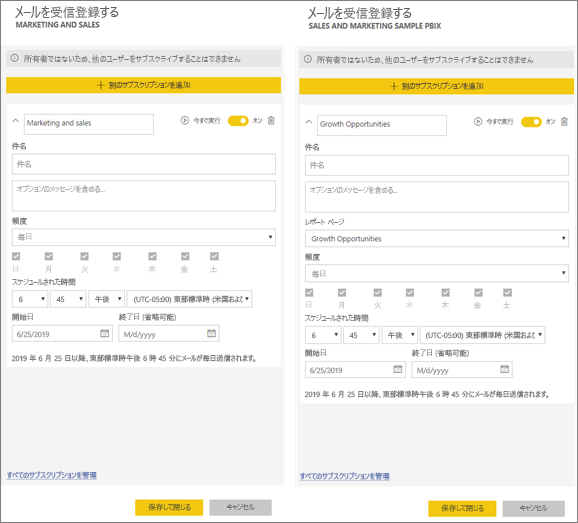 メールを受信登録する
MARKETING AND SALES
所有者ではないため、他のユーザーをサブスクライブすることはできません
別のサブスクリプションを追加
Marketing and sales
今すぐ実行
オン
件名
件名
オプションのメッセージを含める...
頻度
毎日
日 月 火 水 木 金 土
スケジュールされた時間
6 45 午後 (UTC-05:00) 東部標準時 (米国およ
開始日 終了日 (省略可能)
6/25/2019 M/d/yyyy
2019 年 6 月 25 日以降、東部標準時午後 6 時 45 分にメールが毎日送信されます。
すべてのサブスクリプションを管理
保存して閉じる キャンセル
メールを受信登録する
SALES AND MARKETING SAMPLE PBIX
所有者ではないため、他のユーザーをサブスクライブすることはできません
別のサブスクリプションを追加
Growth Opportunities
今すぐ実行
オン
件名
件名
オプションのメッセージを含める...
レポート ページ
Growth Opportunities
頻度
毎日
日 月 火 水 木 金 土
スケジュールされた時間
6 45 午後 (UTC-05:00) 東部標準時 (米国およ
開始日 終了日 (省略可能)
6/25/2019 M/d/yyyy
2019 年 6 月 25 日以降、東部標準時午後 6 時 45 分にメールが毎日送信されます。
すべてのサブスクリプションを管理
保存して閉じる キャンセル